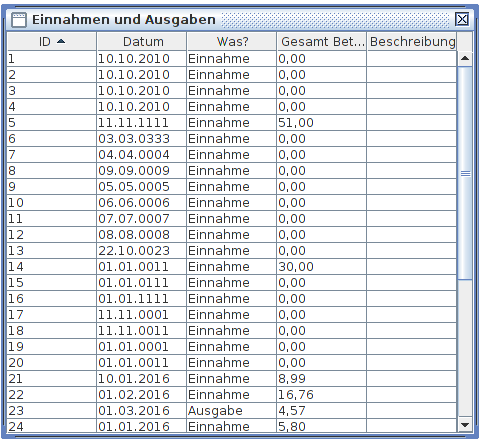 Einnahmen und Ausgaben
ID Datum Was? Gesamt Bet... Beschreibung
1 10.10.2010 Einnahme 0,00
2 10.10.2010 Einnahme 0,00
3 10.10.2010 Einnahme 0,00
4 10.10.2010 Einnahme 0,00
5 11.11.1111 Einnahme 51,00
6 03.03.0333 Einnahme 0,00
7 04.04.0004 Einnahme 0,00
8 09.09.0009 Einnahme 0,00
9 05.05.0005 Einnahme 0,00
10 06.06.0006 Einnahme 0,00
11 07.07.0007 Einnahme 0,00
12 08.08.0008 Einnahme 0,00
13 22.10.0023 Einnahme 0,00
14 01.01.0011 Einnahme 30,00
15 01.01.0111 Einnahme 0,00
16 01.01.1111 Einnahme 0,00
17 11.11.0001 Einnahme 0,00
18 11.11.0011 Einnahme 0,00
19 01.01.0001 Einnahme 0,00
20 01.01.0011 Einnahme 0,00
21 10.01.2016 Einnahme 8,99
22 01.02.2016 Einnahme 16,76
23 01.03.2016 Ausgabe 4,57
24 01.01.2016 Einnahme 5,80